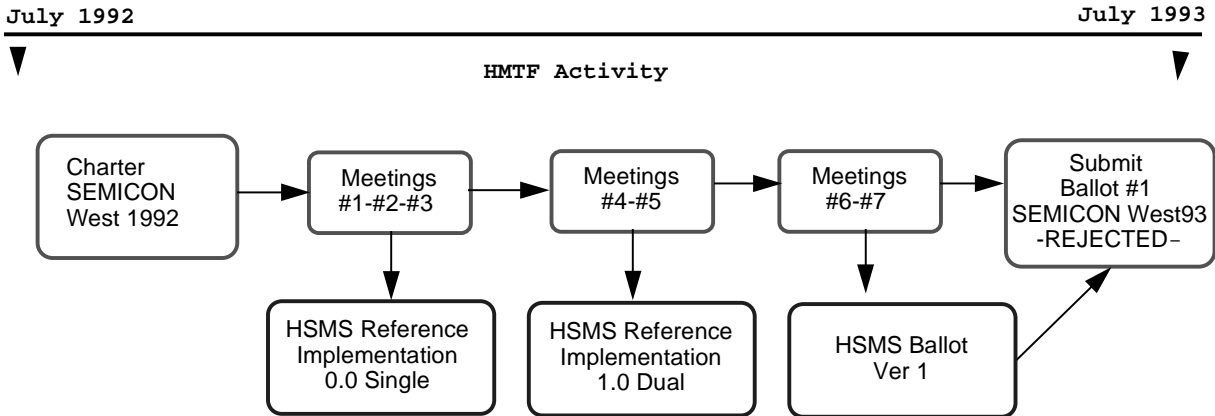 July 1992
July 1993
HMTF Activity
Charter
SEMICON
West 1992
Meetings
#1-#2-#3
Meetings
#4-#5
Meetings
#6-#7
Submit
Ballot #1
SEMICON West93
-REJECTED-
HSMS Reference
Implementation
0.0 Single
HSMS Reference
Implementation
1.0 Dual
HSMS Ballot
Ver 1